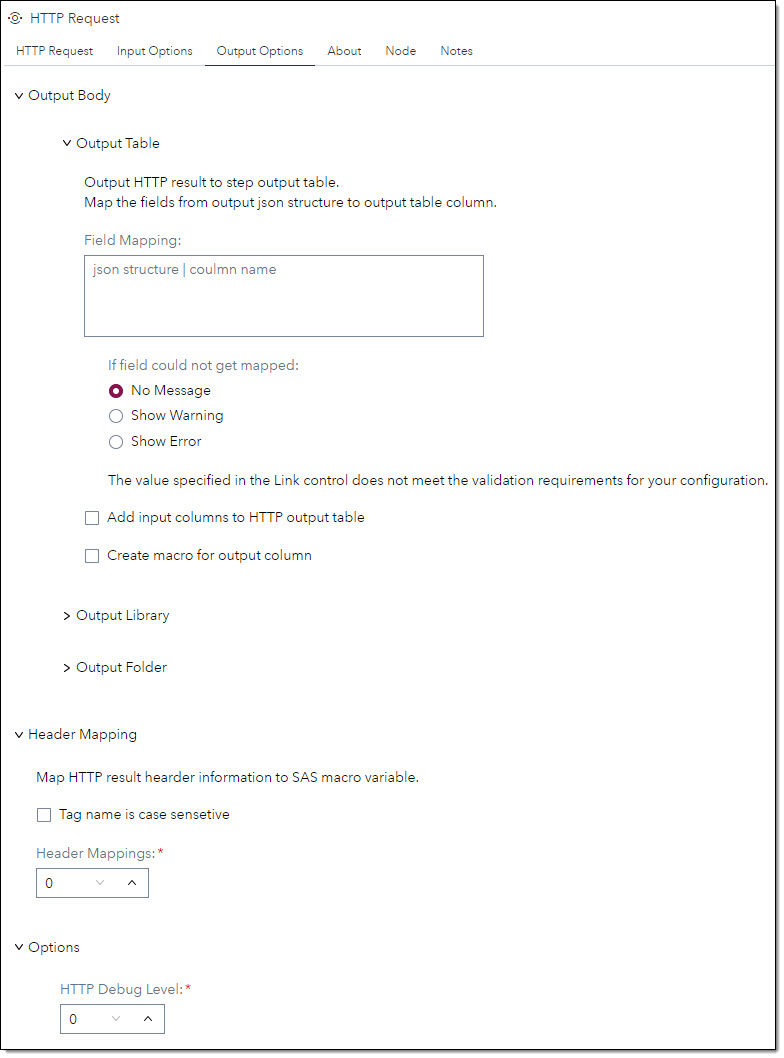 HTTP Request
HTTP Request Input Options Output Options About Node Notes
Output Body
Output Table
Output HTTP result to step output table.
Map the fields from output json structure to output table column.
Field Mapping:
json structure | coulmn name
If field could not get mapped:
No Message
Show Warning
Show Error
The value specified in the Link control does not meet the validation requirements for your configuration.
Add input columns to HTTP output table
Create macro for output column
Output Library
Output Folder
Header Mapping
Map HTTP result hearder information to SAS macro variable.
Tag name is case sensetive
Header Mappings:*
0
Options
HTTP Debug Level:*
0